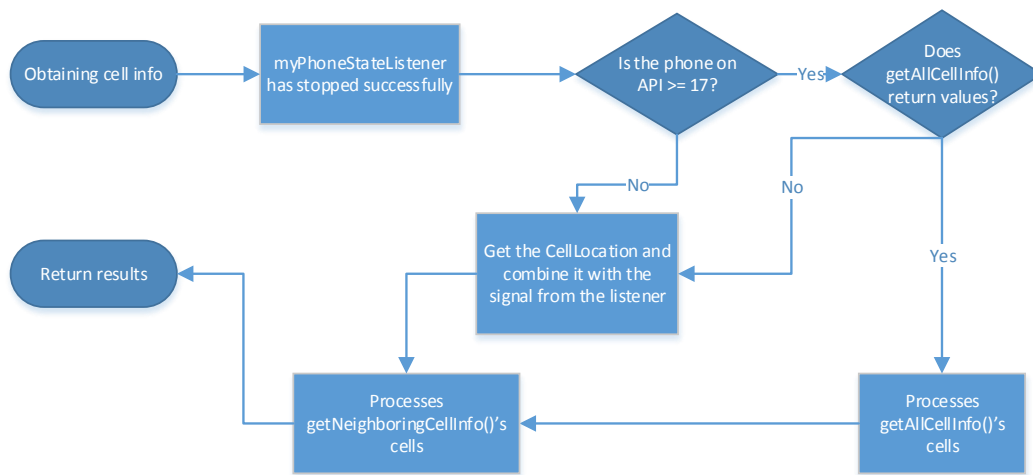 Obtaining cell info
myPhoneStateListener
has stopped successfully
Is the phone on
API >= 17?
Yes
Does
getAllCellInfo()
return values?
No
No
Yes
Get the CellLocation and
combine it with the
signal from the listener
Return results
Processes
getNeighboringCellInfo()'s
cells
Processes
getAllCellInfo()'s
cells